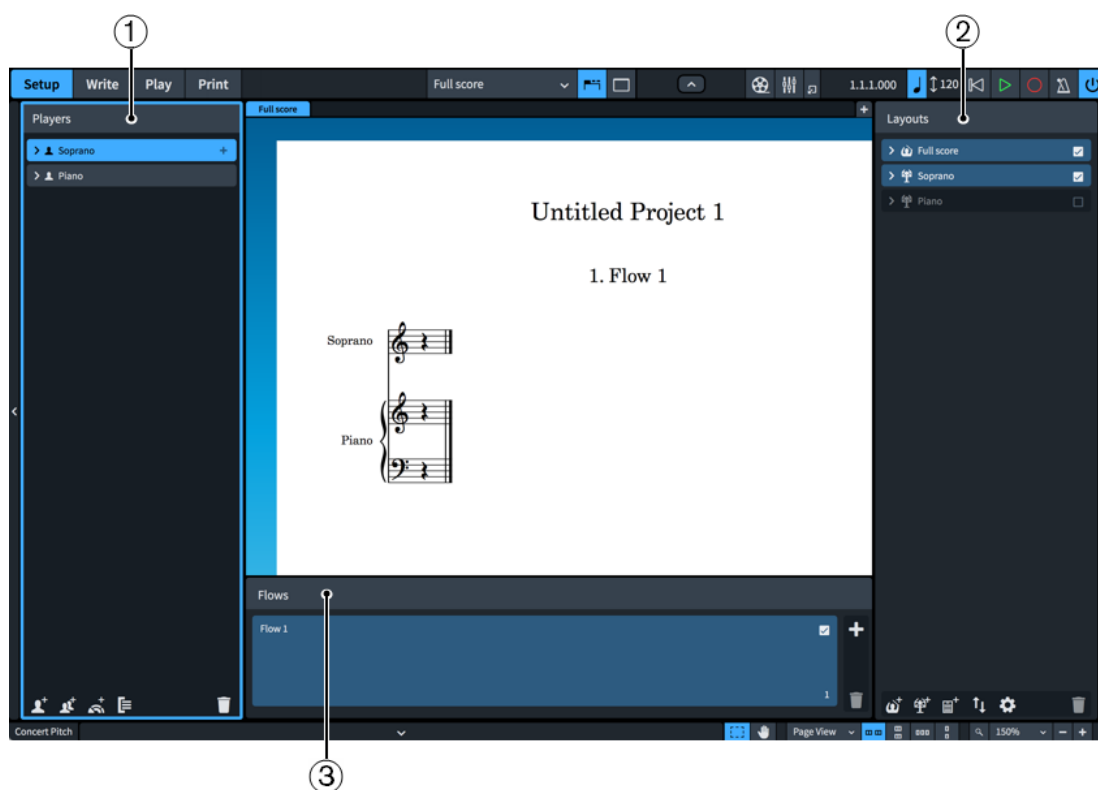 1
2
Setup Write Play Print Full score 1.1.1.000 120
Players
Full score
Layouts
Soprano
Piano
Full score
Soprano
Piano
Untitled Project 1
1. Flow 1
Soprano
Piano
Flows
Flow 1
1
Concert Pitch Page View 150%
3